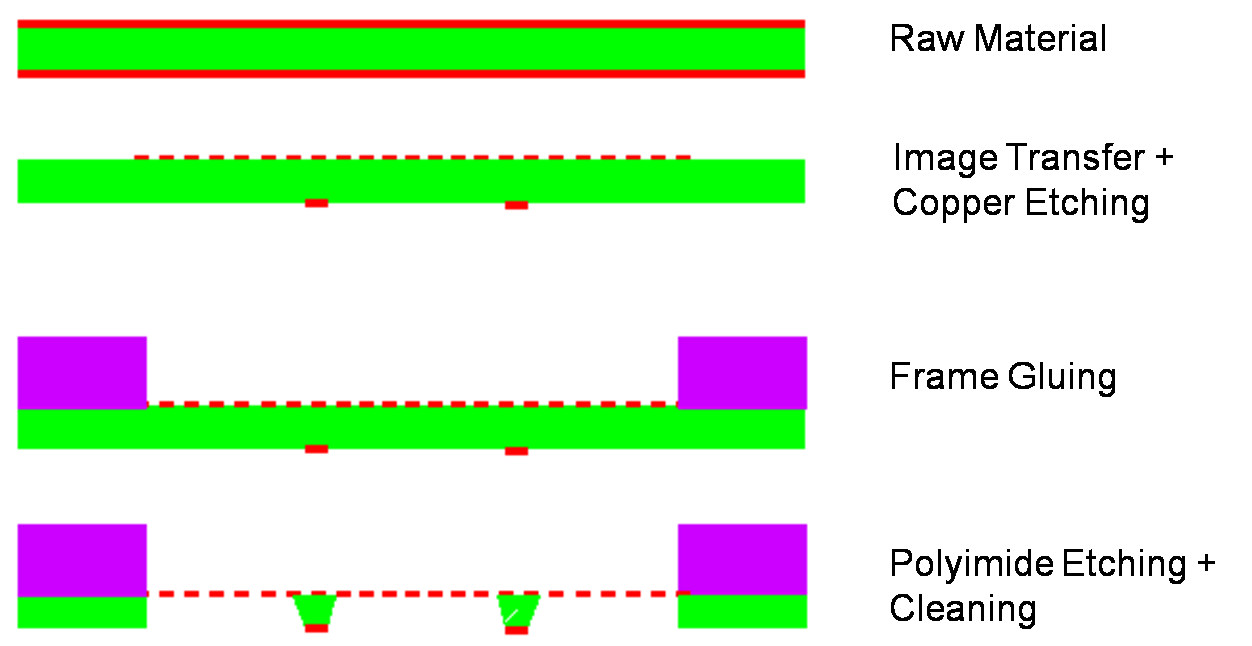 Raw Material
Image Transfer +
Copper Etching
Frame Gluing
Polyimide Etching +
Cleaning